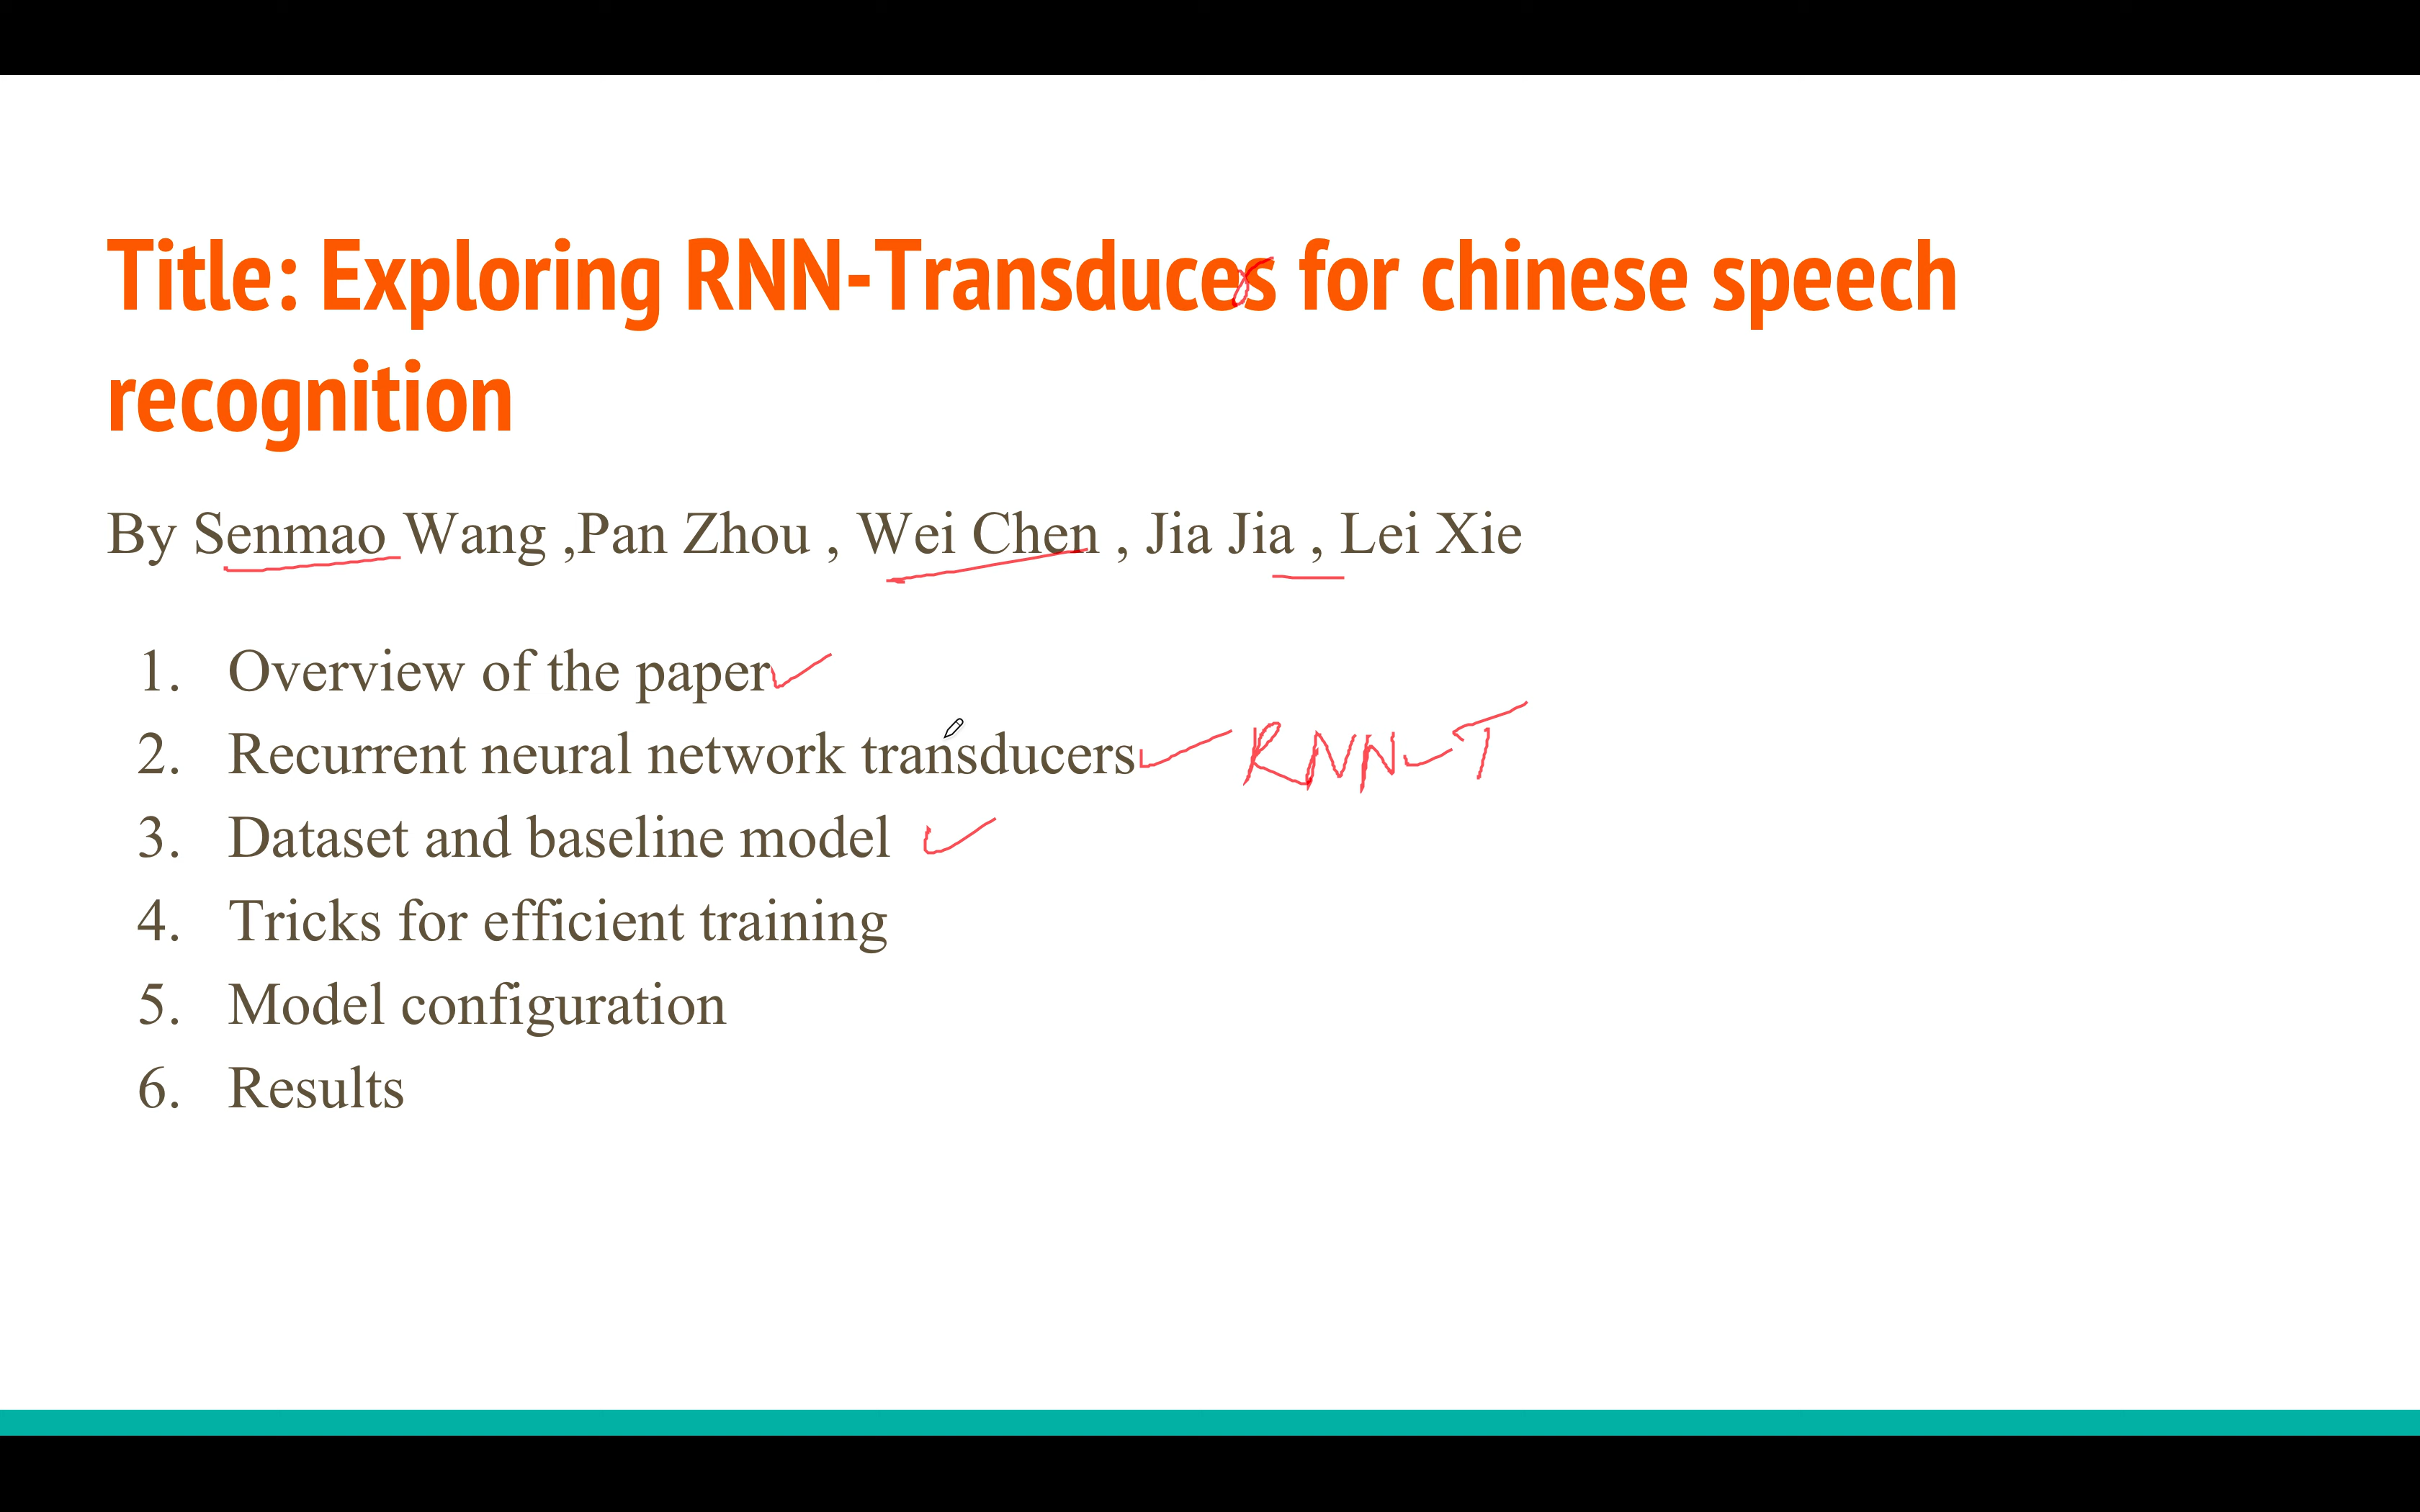 Title: Exploring RNN-Transduces for chinese speech
recognition
By Senmao Wang ,Pan Zhou , Wei Chen , Jia Jia , Lei Xie
1. Overview of the paper
2. Recurrent neural network transducers RNN-T
3. Dataset and baseline model
4. Tricks for efficient training
5. Model configuration
6. Results